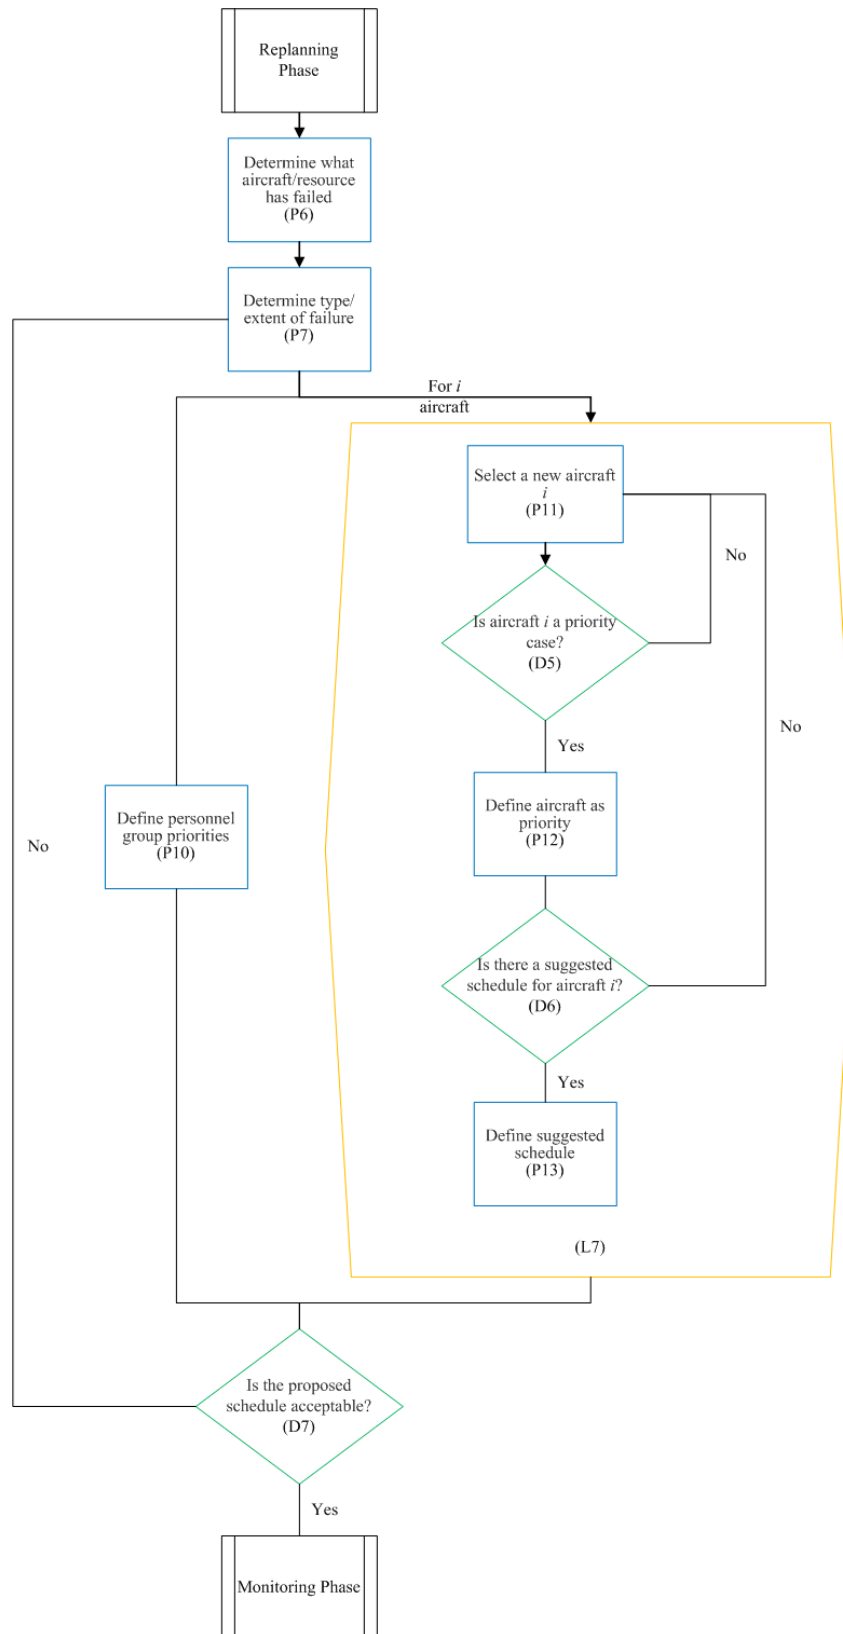 Replanning
Phase
Determine what
aircraft/resource
has failed
(P6)
Determine type/
extent of failure
(P7)
For i
aircraft
Select a new aircraft
i
(P11)
No
Is aircraft i a priority
case?
(D5)
Yes
No
Define aircraft as
priority
(P12)
Define personnel
group priorities
(P10)
No
Is there a suggested
schedule for aircraft i?
(D6)
Yes
Define suggested
schedule
(P13)
(L7)
Is the proposed
schedule acceptable?
(D7)
Yes
Monitoring Phase